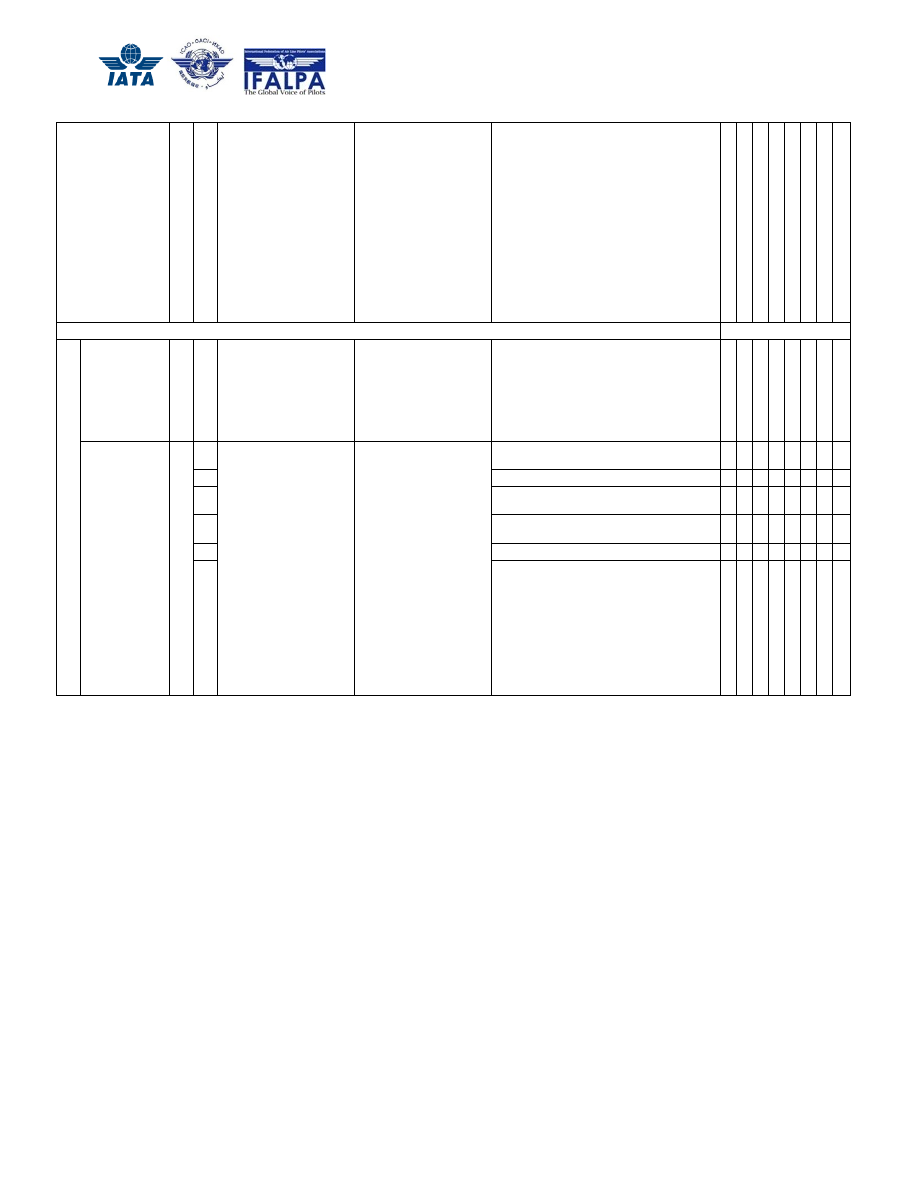 IATA
ICAO · OACI · ИКАО
International Federation of Air Line Pilots' Associations
IFALPA
The Global Voice of Pilots